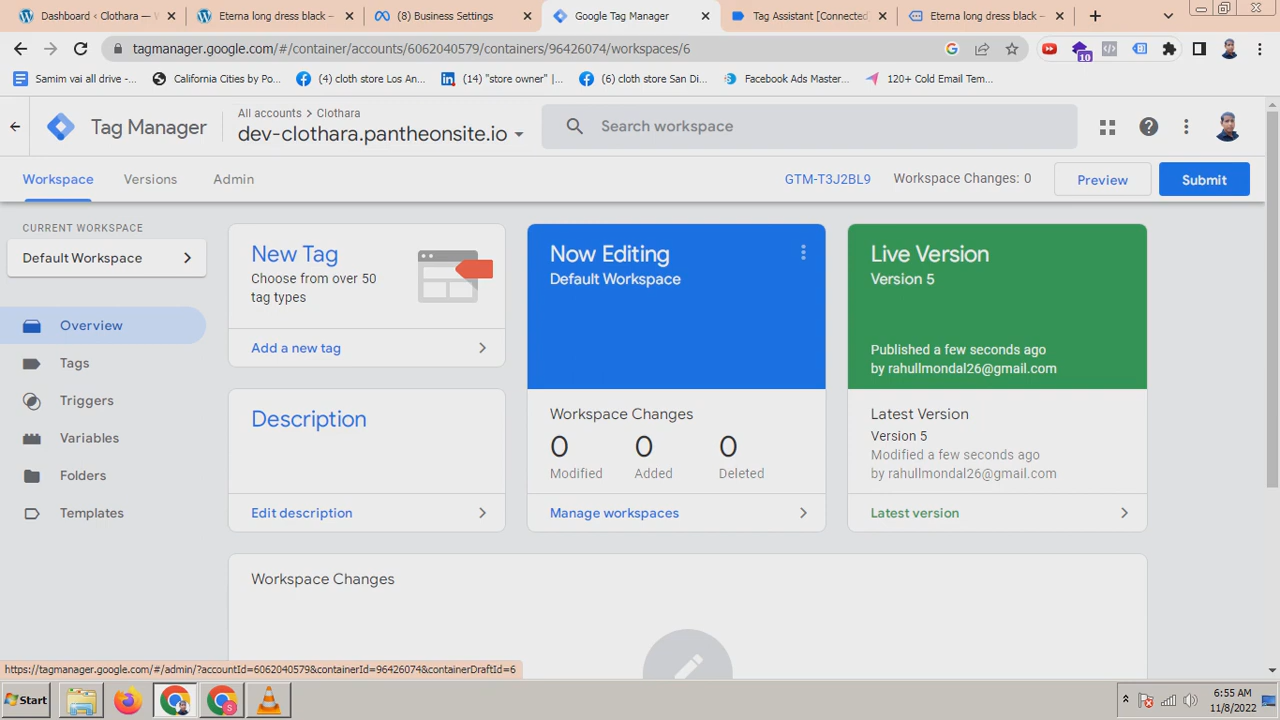 Dashboard ‹ Clothara — W
Eterna long dress black –
(8) Business Settings
Google Tag Manager
Tag Assistant [Connected]
Eterna long dress black –
tagmanager.google.com/#/container/accounts/6062040579/containers/96426074/workspaces/6
10
Samim vai all drive -...
California Cities by Po...
(4) cloth store Los An...
(14) "store owner" |...
(6) cloth store San Di...
Facebook Ads Master...
120+ Cold Email Tem...
All accounts > Clothara
Tag Manager
dev-clothara.pantheonsite.io
Search workspace
Workspace
Versions
Admin
GTM-T3J2BL9
Workspace Changes: 0
Preview
Submit
CURRENT WORKSPACE
Default Workspace
Overview
Tags
Triggers
Variables
Folders
Templates
New Tag
Choose from over 50
tag types
Add a new tag
Description
Edit description
Now Editing
Default Workspace
Workspace Changes
0 0 0
Modified Added Deleted
Manage workspaces
Live Version
Version 5
Published a few seconds ago
by rahullmondal26@gmail.com
Latest Version
Version 5
Modified a few seconds ago
by rahullmondal26@gmail.com
Latest version
Workspace Changes
https://tagmanager.google.com/#/admin/?accountId=6062040579&containerId=96426074&containerDraftId=6
Start
S
6:55 AM
11/8/2022